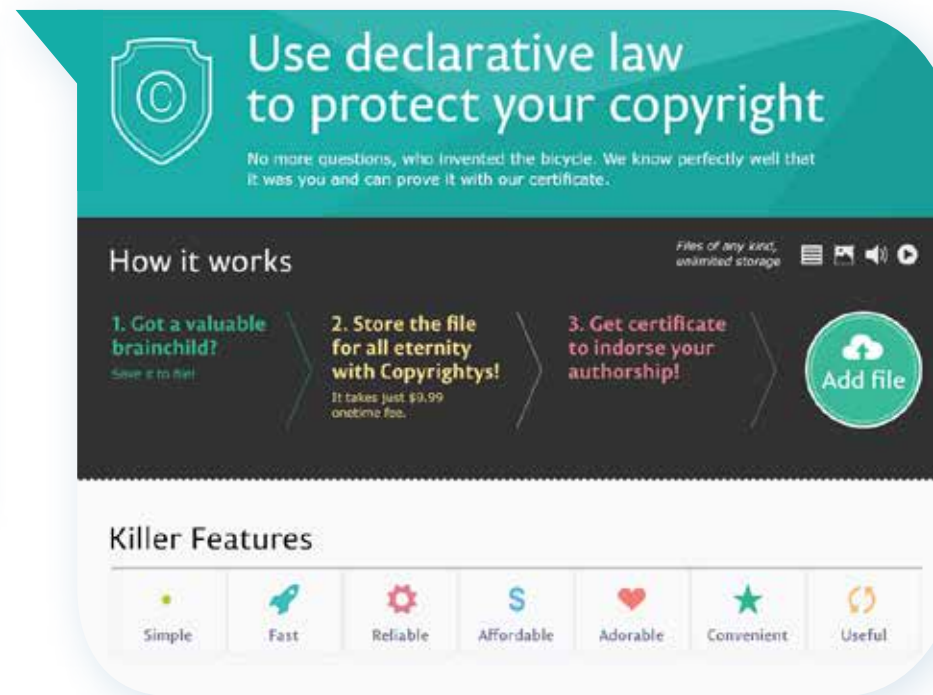 ©
Use declarative law
to protect your copyright
No more questions, who invented the bicycle. We know perfectly well that
it was you and can prove it with our certificate.
How it works
Files of any kind,
unlimited storage
1. Got a valuable
brainchild?
Save it to file!
2. Store the file
for all eternity
with Copyrightys!
It takes just $9.99
onetime fee.
3. Get certificate
to indorse your
authorship!
Add file
Killer Features
Simple
Fast
Reliable
S
Affordable
Adorable
Convenient
Useful